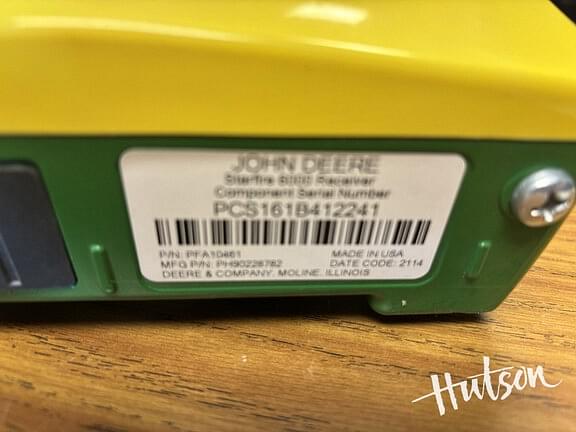 JOHN DEERE
Starfire 6000 Receiver
Component Serial Number
PCS161B412241
P/N: PFA10461
MADE IN USA
MFG P/N: PH90226762
DATE CODE: 2114
DEERE & COMPANY, MOLINE, ILLINOIS
Hutson